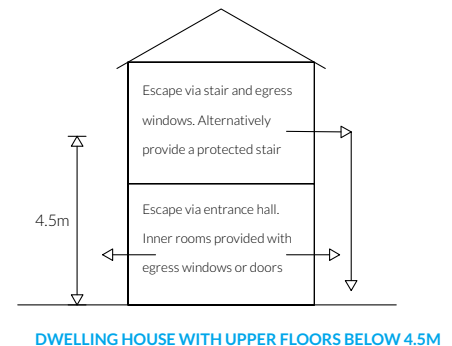 Escape via stair and egress
windows. Alternatively
provide a protected stair
4.5m
Escape via entrance hall.
Inner rooms provided with
egress windows or doors
DWELLING HOUSE WITH UPPER FLOORS BELOW 4.5M